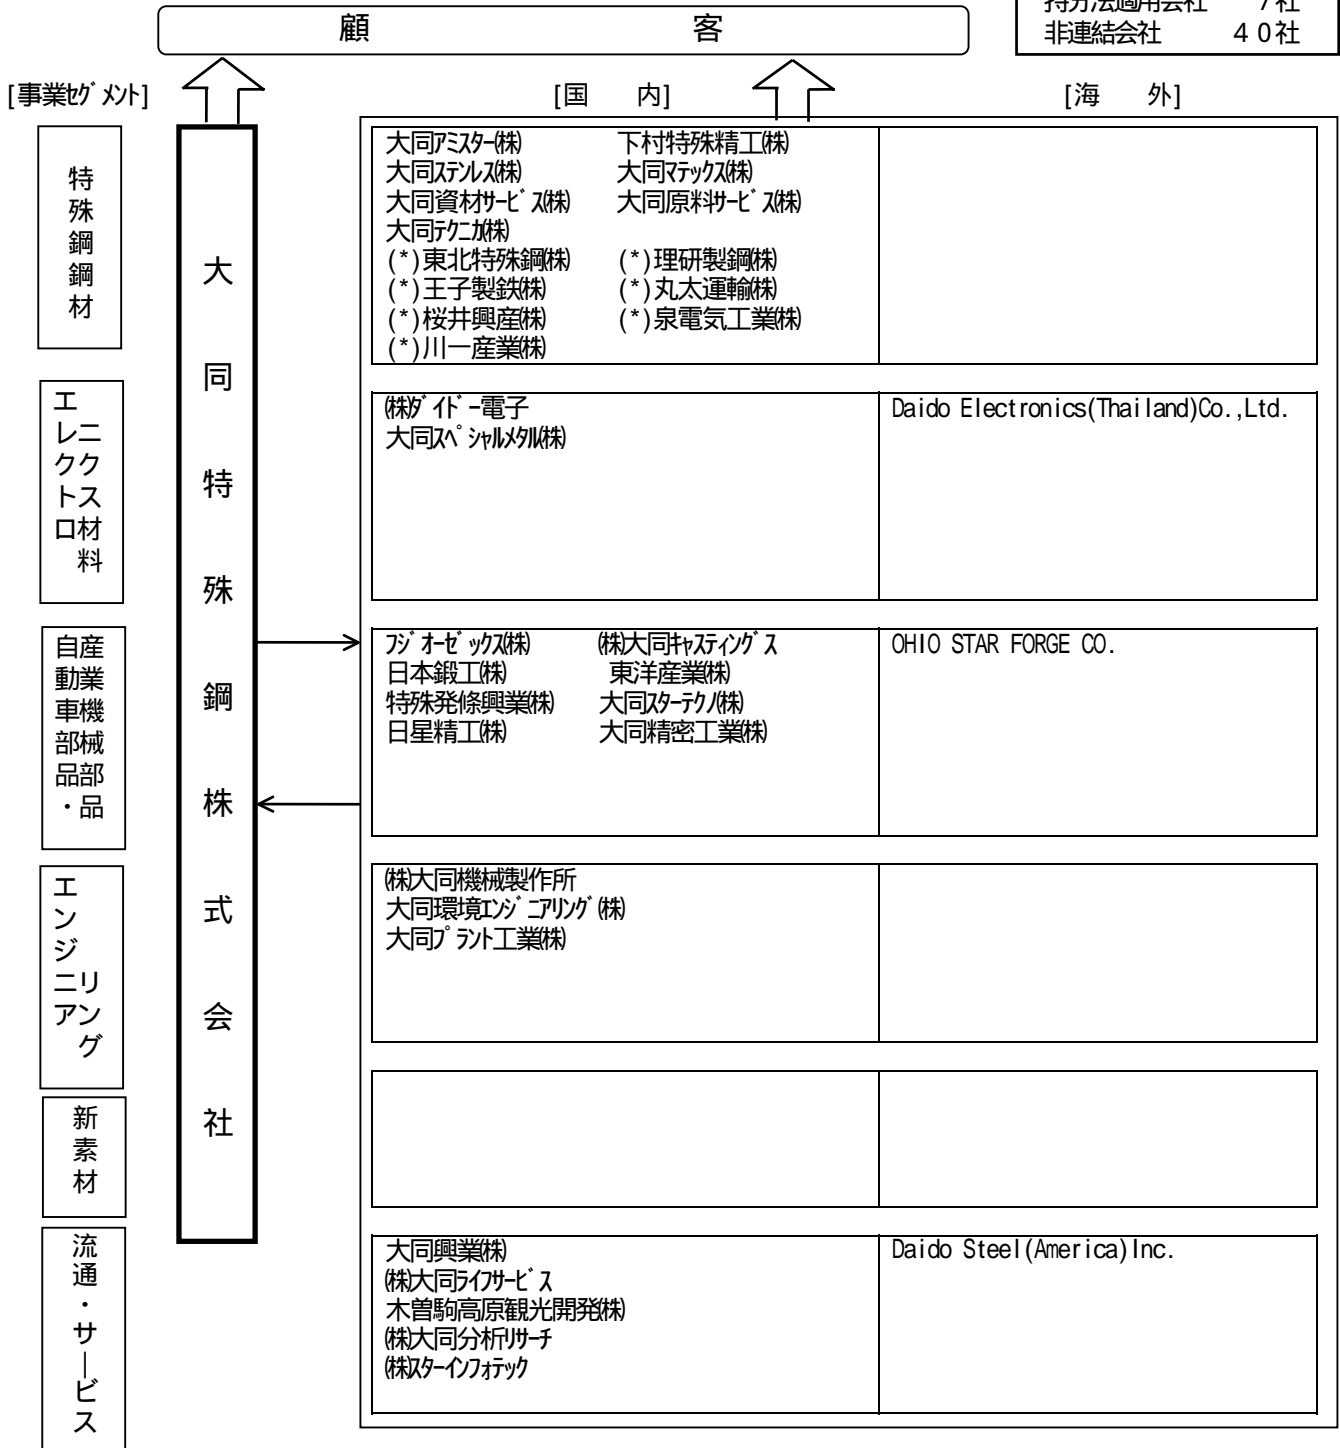 持分法適用会社 7社
非連結会社 40社
顧 客
[事業ｾｸﾞﾒﾝﾄ] [国 内] [海 外]
大同特殊鋼株式会社
特殊鋼鋼材
大同ｱﾐｽﾀｰ㈱ 下村特殊精工㈱
大同ｽﾃﾝﾚｽ㈱ 大同ﾏﾃｯｸｽ㈱
大同資材ｻｰﾋﾞｽ㈱ 大同原料ｻｰﾋﾞｽ㈱
大同ﾃｸﾆｶ㈱
(*)東北特殊鋼㈱ (*)理研製鋼㈱
(*)王子製鉄㈱ (*)丸太運輸㈱
(*)桜井興産㈱ (*)泉電気工業㈱
(*)川一産業㈱
エレクトロニクス材料
㈱ﾀﾞｲﾄﾞｰ電子 Daido Electronics(Thailand)Co.,Ltd.
大同ｽﾍﾟｼｬﾙﾒﾀﾙ㈱
自動車部品・産業機械部品
ﾌｼﾞｵｰｾﾞｯｸｽ㈱ ㈱大同ｷｬｽﾃｨﾝｸﾞｽ OHIO STAR FORGE CO.
日本鍛工㈱ 東洋産業㈱
特殊発條興業㈱ 大同ｽﾀｰﾃｸﾉ㈱
日星精工㈱ 大同精密工業㈱
エンジニアリング
㈱大同機械製作所
大同環境ｴﾝｼﾞﾆｱﾘﾝｸﾞ㈱
大同ﾌﾟﾗﾝﾄ工業㈱
新素材
流通・サービス
大同興業㈱ Daido Steel(America)Inc.
㈱大同ﾗｲﾌｻｰﾋﾞｽ
木曽駒高原観光開発㈱
㈱大同分析ﾘｻｰﾁ
㈱ｽﾀｰｲﾝﾌｫﾃｯｸ